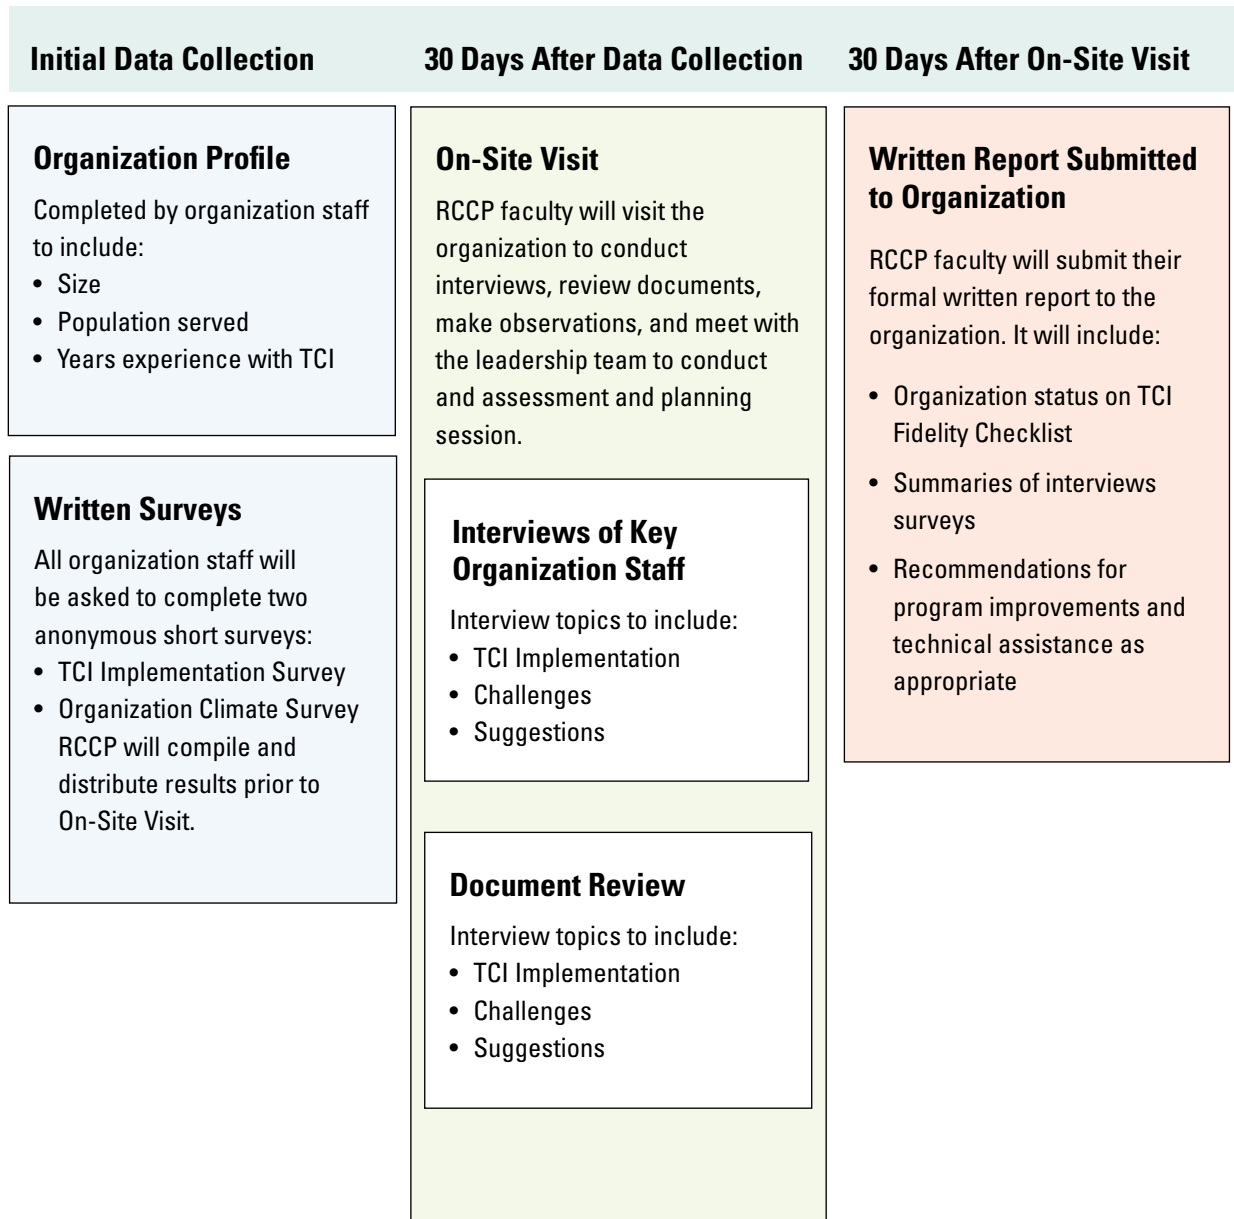 Initial Data Collection
30 Days After Data Collection
30 Days After On-Site Visit
Organization Profile
Completed by organization staff
to include:
• Size
• Population served
• Years experience with TCI
Written Surveys
All organization staff will
be asked to complete two
anonymous short surveys:
• TCI Implementation Survey
• Organization Climate Survey
RCCP will compile and
distribute results prior to
On-Site Visit.
On-Site Visit
RCCP faculty will visit the
organization to conduct
interviews, review documents,
make observations, and meet with
the leadership team to conduct
and assessment and planning
session.
Interviews of Key
Organization Staff
Interview topics to include:
• TCI Implementation
• Challenges
• Suggestions
Document Review
Interview topics to include:
• TCI Implementation
• Challenges
• Suggestions
Written Report Submitted
to Organization
RCCP faculty will submit their
formal written report to the
organization. It will include:
• Organization status on TCI
Fidelity Checklist
• Summaries of interviews
surveys
• Recommendations for
program improvements and
technical assistance as
appropriate